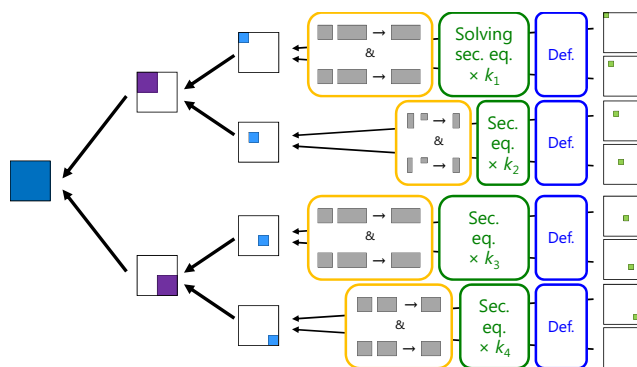 &
Solving
sec. eq.
× k1
Def.
&
Sec.
eq.
× k2
Def.
&
Sec.
eq.
× k3
Def.
&
Sec.
eq.
× k4
Def.